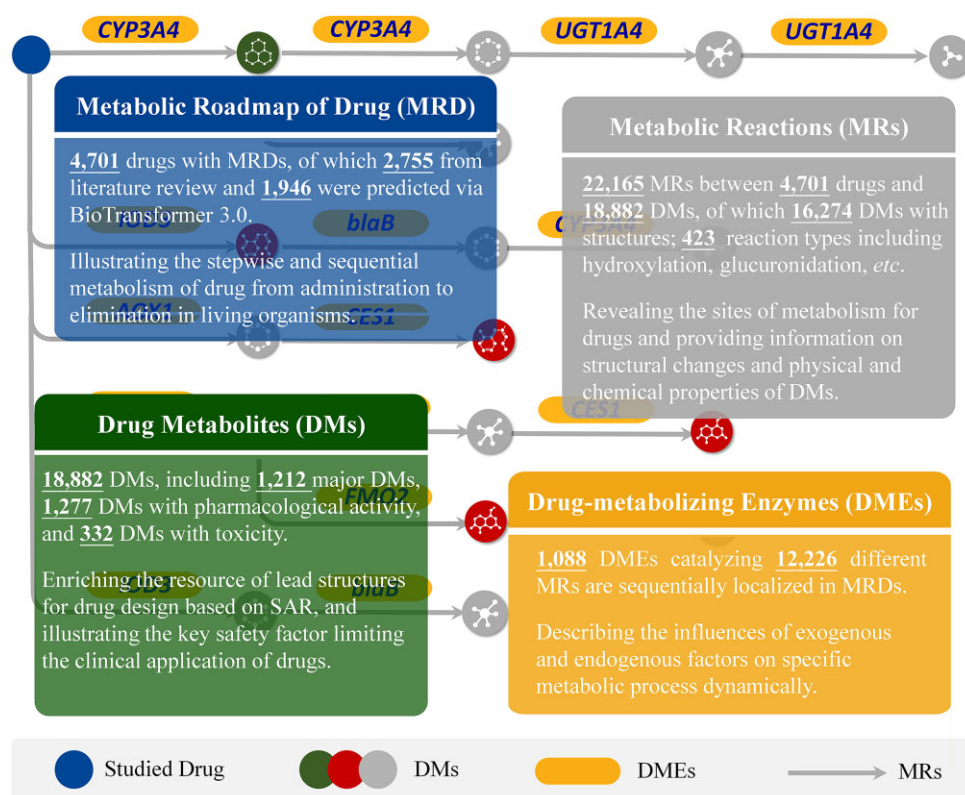 CYP3A4 CYP3A4 UGT1A4 UGT1A4
Metabolic Roadmap of Drug (MRD)
4,701 drugs with MRDs, of which 2,755 from
literature review and 1,946 were predicted via
BioTransformer 3.0.
Illustrating the stepwise and sequential
metabolism of drug from administration to
elimination in living organisms.
blaB
CYP3A4
AOX1 CES1
Metabolic Reactions (MRs)
22,165 MRs between 4,701 drugs and
18,882 DMs, of which 16,274 DMs with
structures; 423 reaction types including
hydroxylation, glucuronidation, etc.
Revealing the sites of metabolism for
drugs and providing information on
structural changes and physical and
chemical properties of DMs.
CES1
Drug Metabolites (DMs)
18,882 DMs, including 1,212 major DMs,
1,277 DMs with pharmacological activity,
and 332 DMs with toxicity.
Enriching the resource of lead structures
for drug design based on SAR, and
illustrating the key safety factor limiting
the clinical application of drugs.
FMO2
blaB
Drug-metabolizing Enzymes (DMEs)
1,088 DMEs catalyzing 12,226 different
MRs are sequentially localized in MRDs.
Describing the influences of exogenous
and endogenous factors on specific
metabolic process dynamically.
Studied Drug DMs DMEs MRs